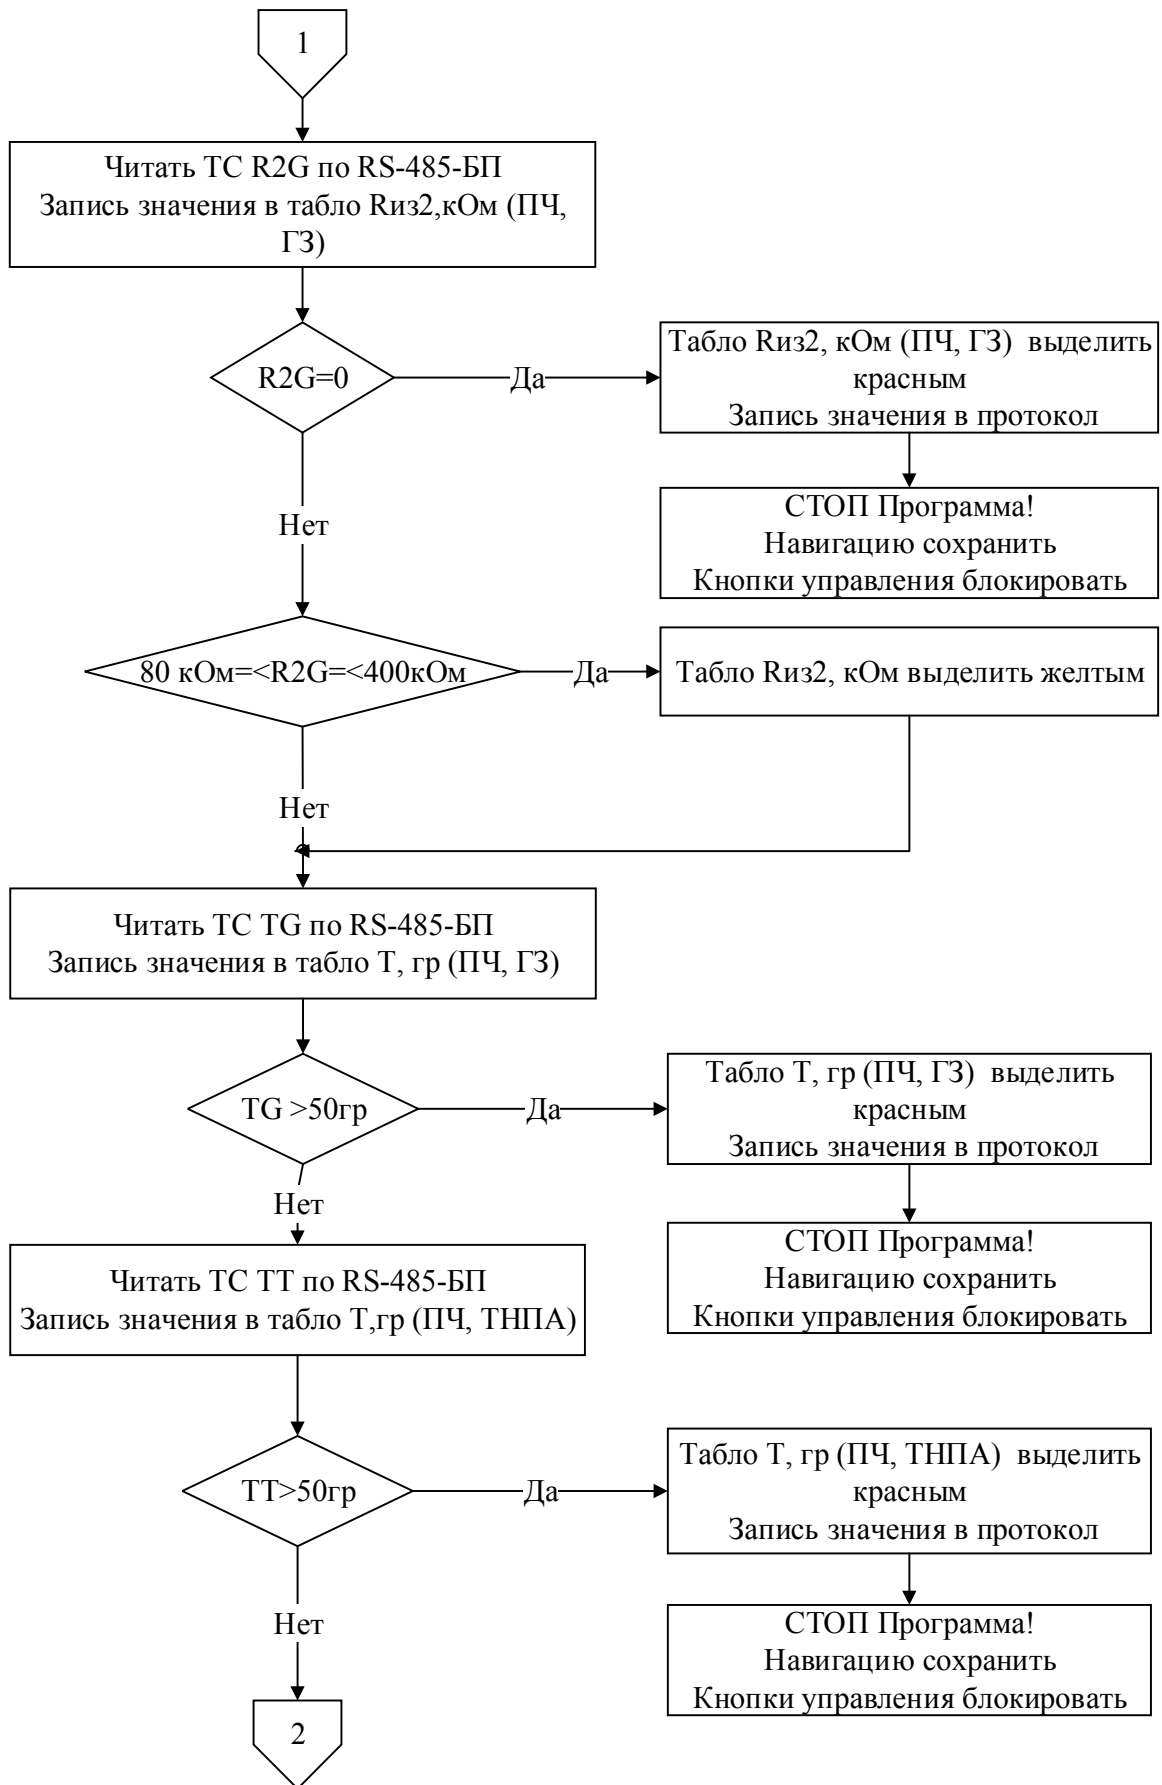 1
Читать ТС R2G по RS-485-БП
Запись значения в табло Rиз2,кОм (ПЧ,
ГЗ)
R2G=0
Да
Табло Rиз2, кОм (ПЧ, ГЗ)  выделить
красным
Запись значения в протокол
СТОП Программа!
Навигацию сохранить
Кнопки управления блокировать
Нет
80 кОм=<R2G=<400кОм
Да
Табло Rиз2, кОм выделить желтым
Нет
Читать ТС TG по RS-485-БП
Запись значения в табло Т, гр (ПЧ, ГЗ)
TG >50гр
Да
Табло Т, гр (ПЧ, ГЗ)  выделить
красным
Запись значения в протокол
СТОП Программа!
Навигацию сохранить
Кнопки управления блокировать
Нет
Читать ТС ТТ по RS-485-БП
Запись значения в табло Т,гр (ПЧ, ТНПА)
ТТ>50гр
Да
Табло Т, гр (ПЧ, ТНПА)  выделить
красным
Запись значения в протокол
СТОП Программа!
Навигацию сохранить
Кнопки управления блокировать
Нет
2